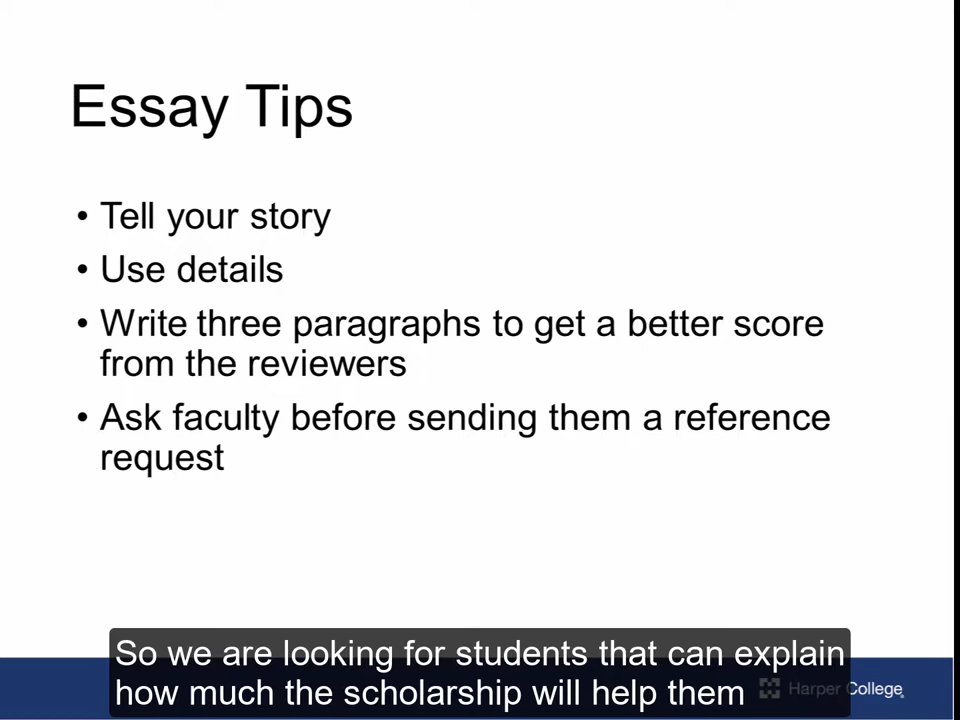 Essay Tips
• Tell your story
• Use details
• Write three paragraphs to get a better score
from the reviewers
• Ask faculty before sending them a reference
request
So we are looking for students that can explain
how much the scholarship will help them
Harper College